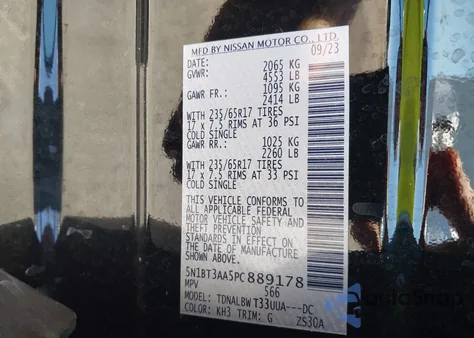 MFD BY NISSAN MOTOR CO., LTD.
DATE: 09/23
GVWR: 2065 KG
4553 LB
GAWR FR.: 1095 KG
2414 LB
WITH 235/65R17 TIRES
17 x 7.5 RIMS AT 36 PSI
COLD SINGLE
GAWR RR.: 1025 KG
2260 LB
WITH 235/65R17 TIRES
17 x 7.5 RIMS AT 33 PSI
COLD SINGLE
THIS VEHICLE CONFORMS TO
ALL APPLICABLE FEDERAL
MOTOR VEHICLE SAFETY AND
THEFT PREVENTION
STANDARDS IN EFFECT ON
THE DATE OF MANUFACTURE
SHOWN ABOVE.
5N1BT3AA5PC889178
MPV 566
MODEL: TDNALBW T33UUA---DC
COLOR: KH3 TRIM: G 2S30A
AutoSnap